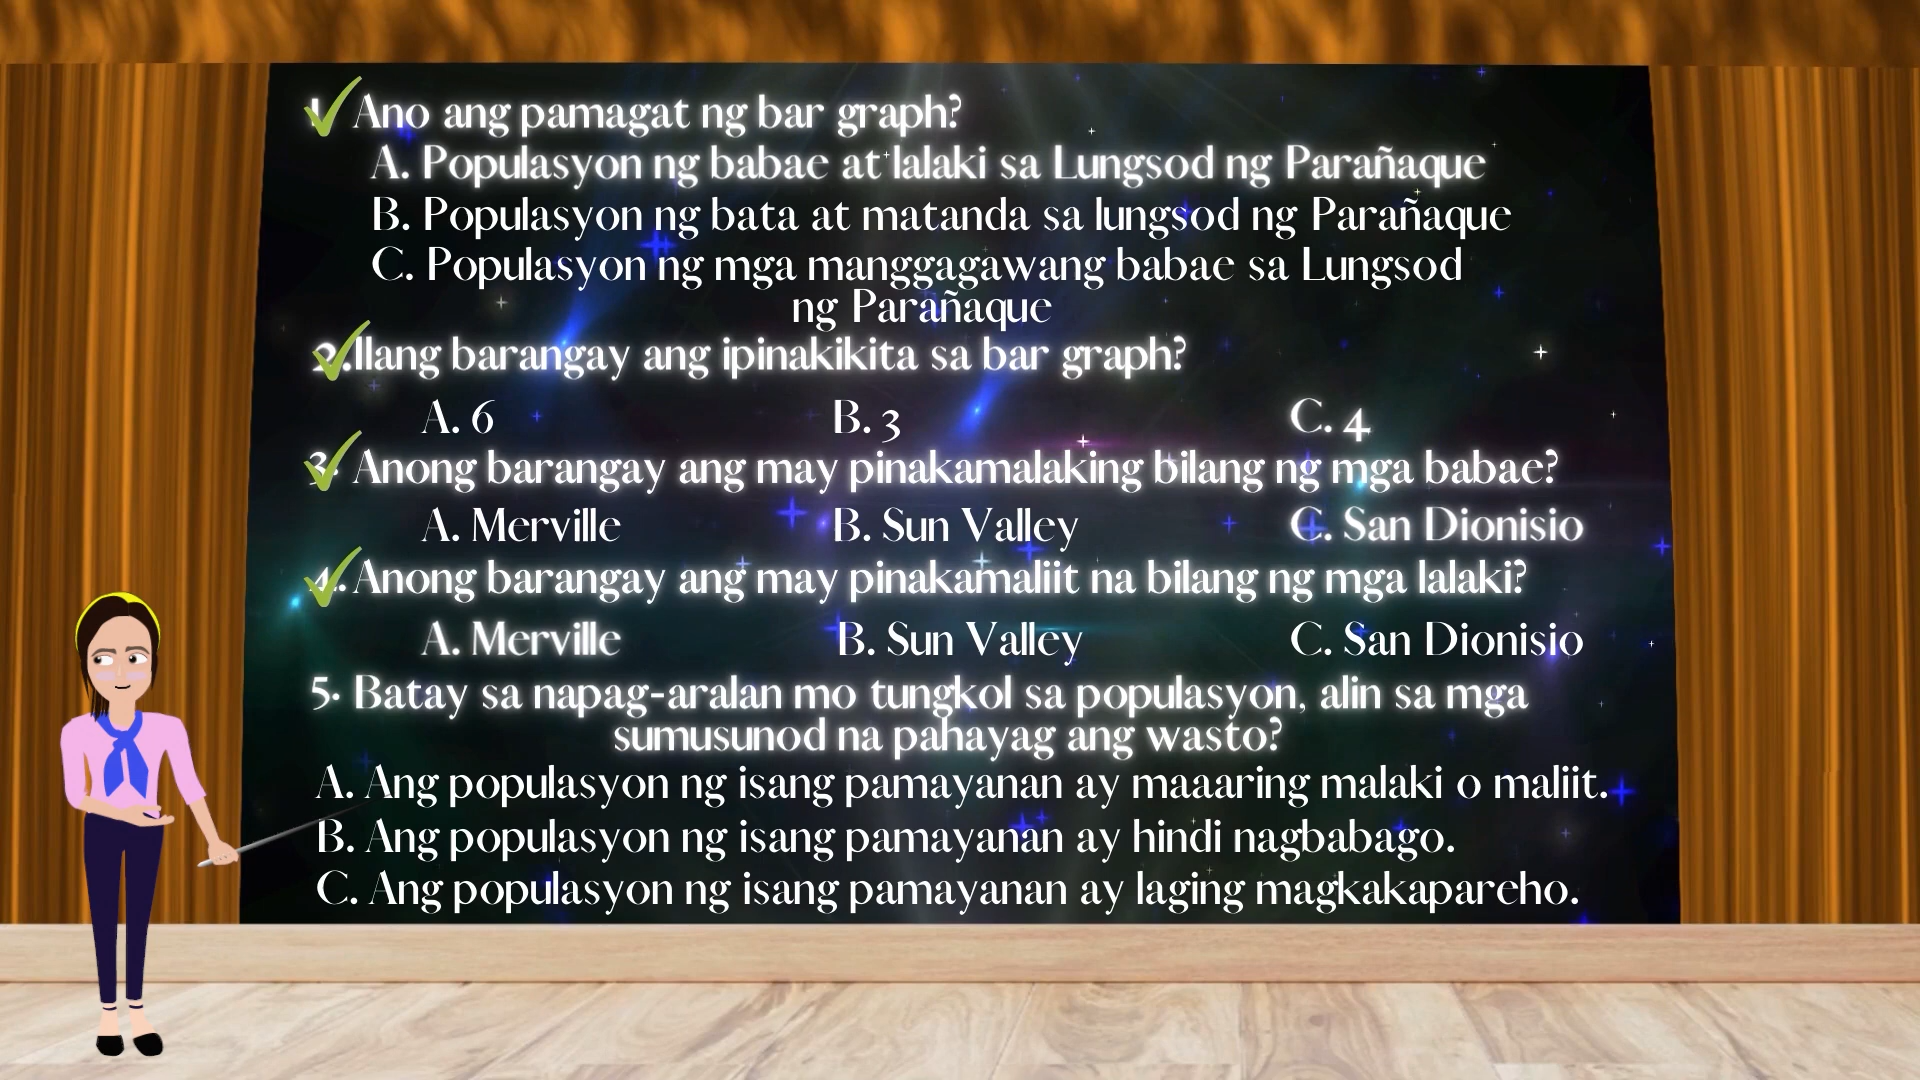 1. Ano ang pamagat ng bar graph?
A. Populasyon ng babae at lalaki sa Lungsod ng Parañaque
B. Populasyon ng bata at matanda sa lungsod ng Parañaque
C. Populasyon ng mga manggagawang babae sa Lungsod
ng Parañaque
2. Ilang barangay ang ipinakikita sa bar graph?
A. 6 B. 3 C. 4
3. Anong barangay ang may pinakamalaking bilang ng mga babae?
A. Merville B. Sun Valley C. San Dionisio
4. Anong barangay ang may pinakamaliit na bilang ng mga lalaki?
A. Merville B. Sun Valley C. San Dionisio
5. Batay sa napag-aralan mo tungkol sa populasyon, alin sa mga
sumusunod na pahayag ang wasto?
A. Ang populasyon ng isang pamayanan ay maaaring malaki o maliit.
B. Ang populasyon ng isang pamayanan ay hindi nagbabago.
C. Ang populasyon ng isang pamayanan ay laging magkakapareho.